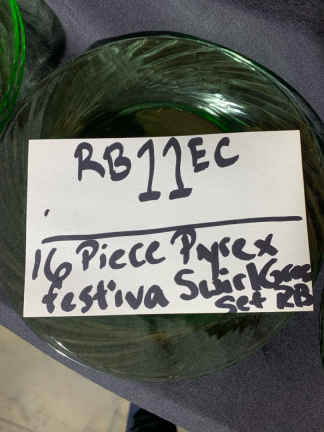 RB11EC
16 Piece Pyrex
festiva Swirl Green
Set RB